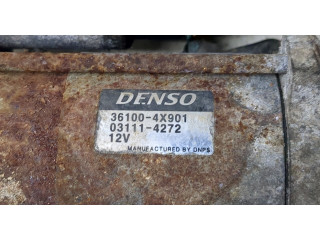 DENSO
36100-4X901
03111-4272
12V
MANUFACTURED BY DNPS